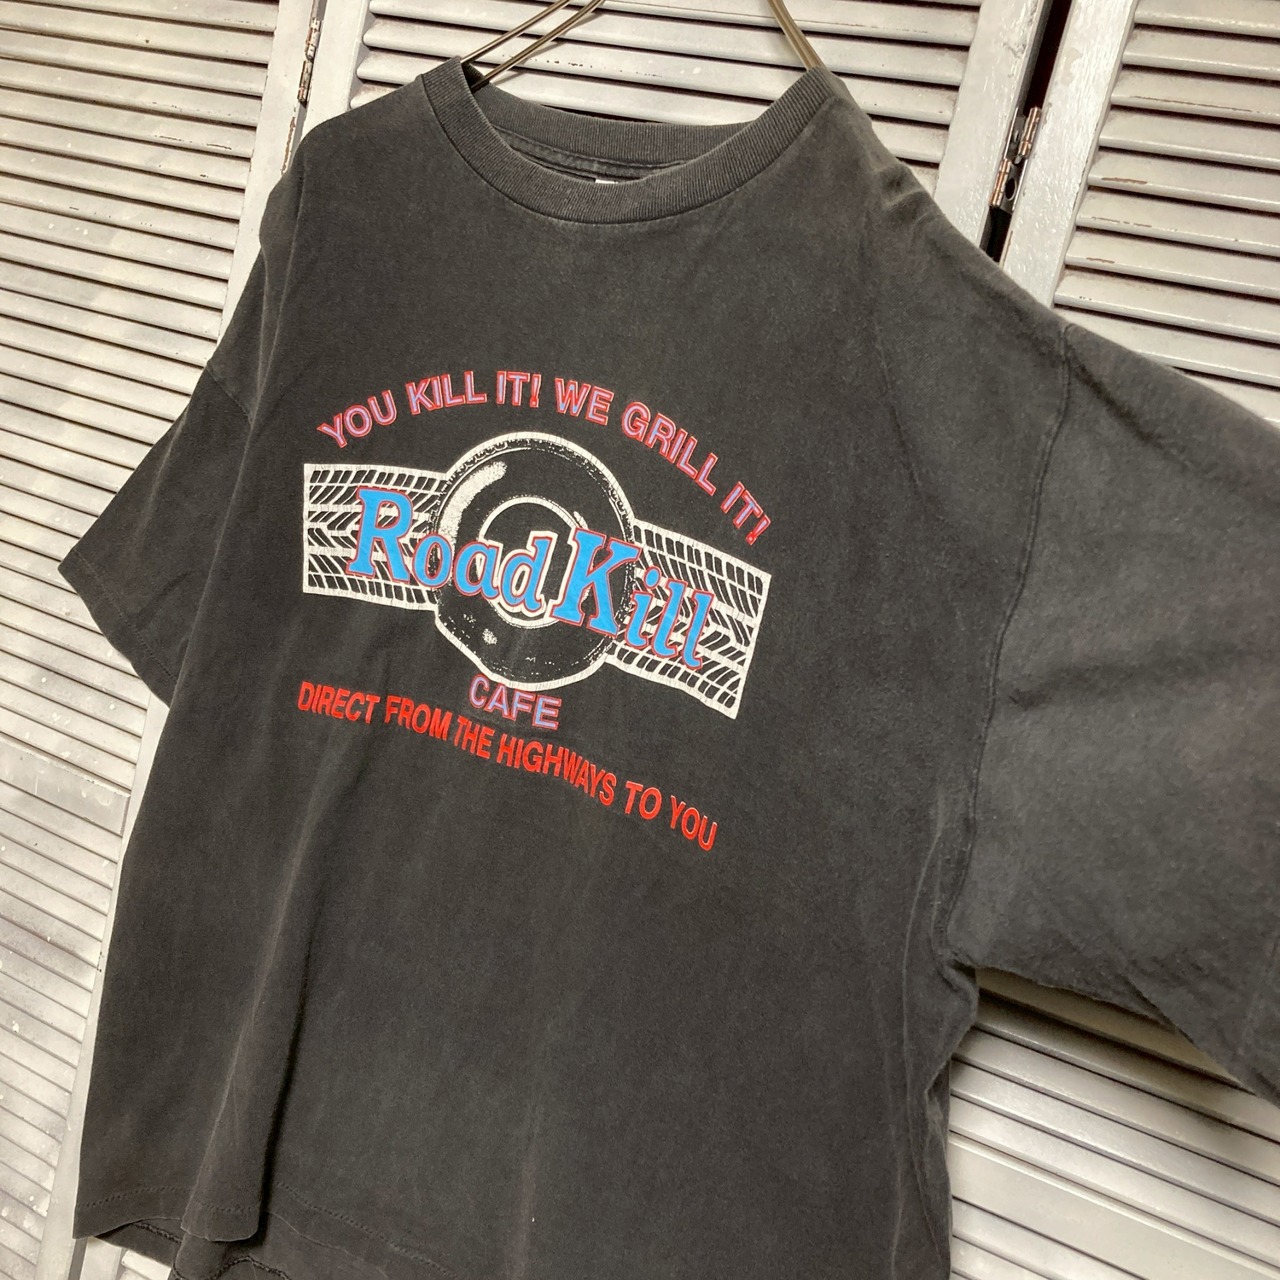 YOU KILL IT! WE GRILL IT!
Road Kill
CAFE
DIRECT FROM THE HIGHWAYS TO YOU